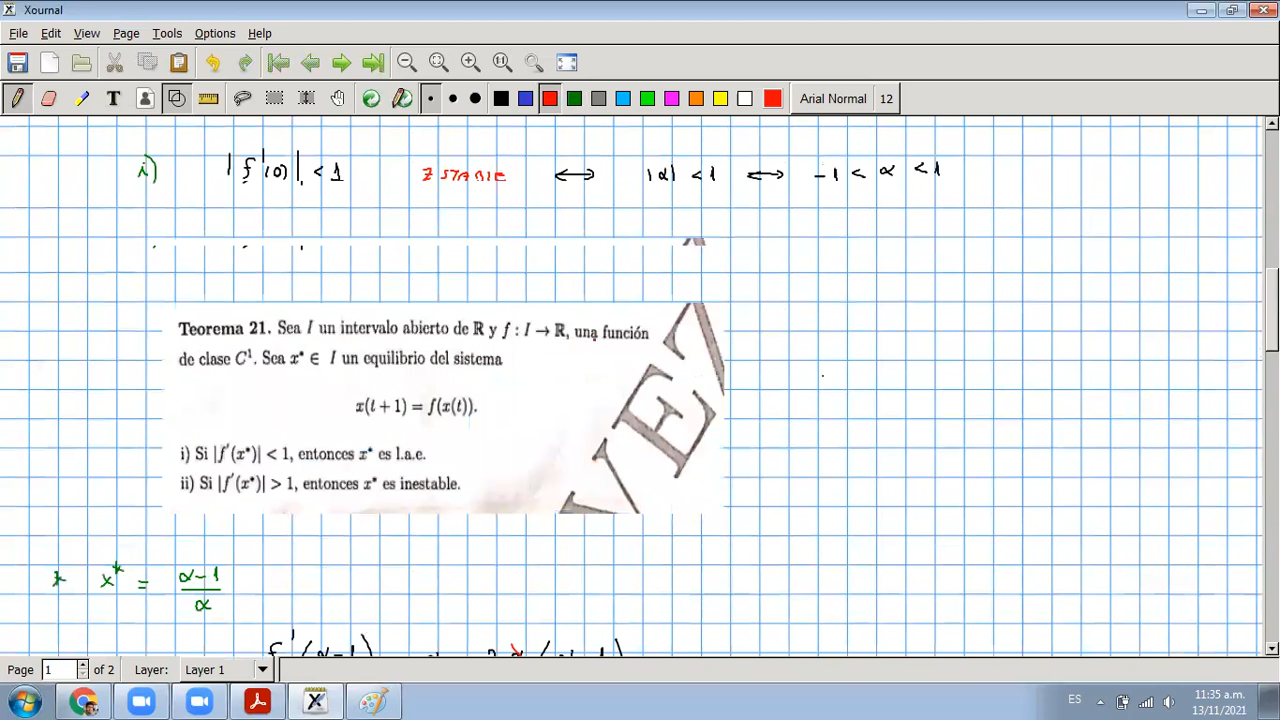 Xournal
File Edit View Page Tools Options Help
Arial Normal 12
i) |f'(0)| < 1 ESTABLE ⟷ |α| < 1 ⟷ -1 < α < 1
Teorema 21. Sea I un intervalo abierto de ℝ y f : I → ℝ, una función
de clase C¹. Sea x* ∈ I un equilibrio del sistema
x(t + 1) = f(x(t)).
i) Si |f'(x*)| < 1, entonces x* es l.a.e.
ii) Si |f'(x*)| > 1, entonces x* es inestable.
* x* = α-1 / α
Page 1 of 2 Layer: Layer 1
ES 11:35 a.m.
13/11/2021